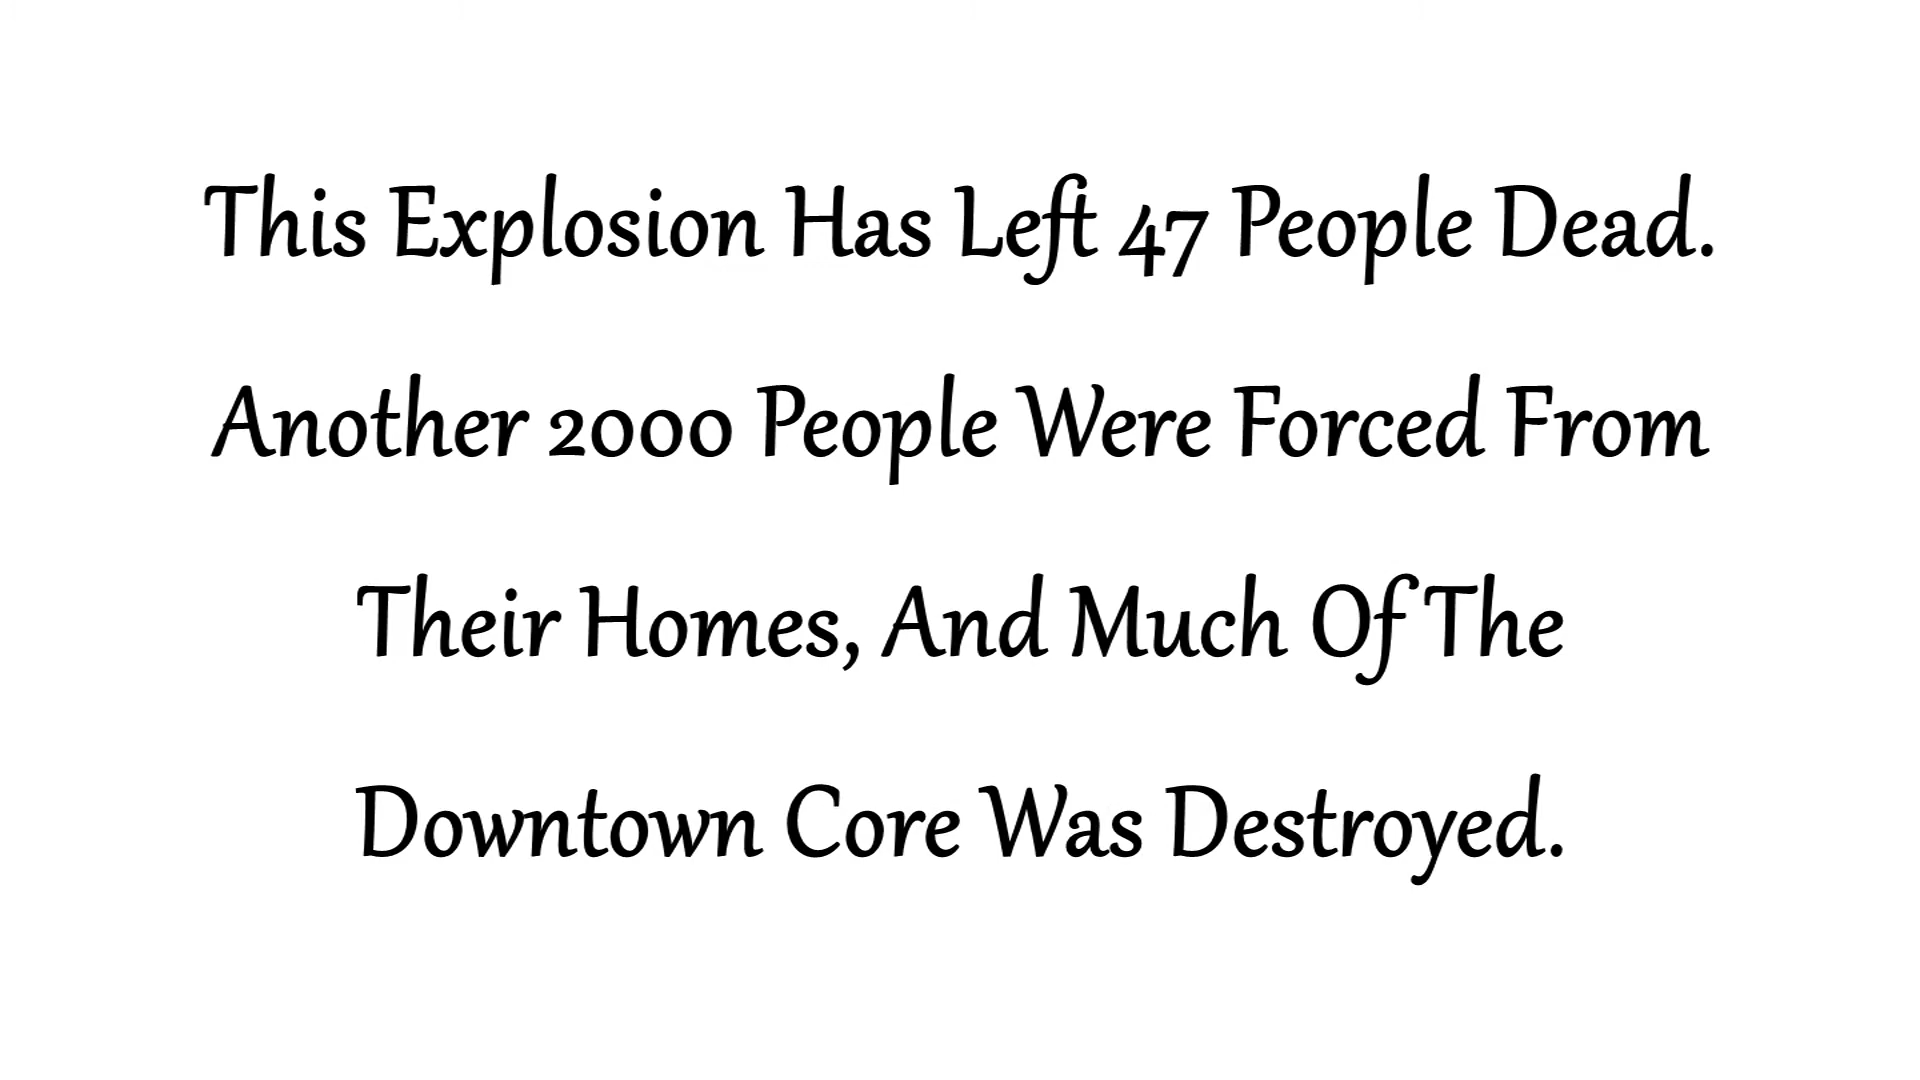 This Explosion Has Left 47 People Dead.
Another 2000 People Were Forced From
Their Homes, And Much Of The
Downtown Core Was Destroyed.